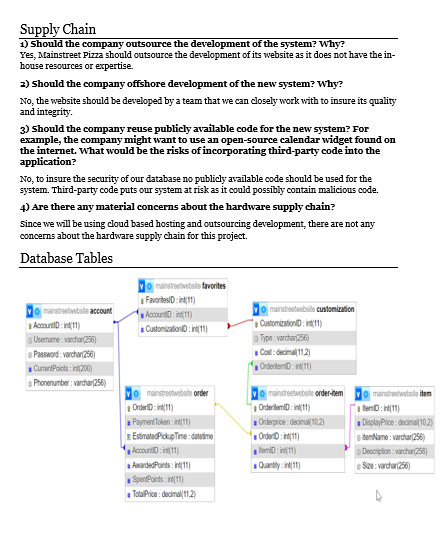 Supply Chain
1) Should the company outsource the development of the system? Why?
Yes, Mainstreet Pizza should outsource the development of its website as it does not have the in-
house resources or expertise.
2) Should the company offshore development of the new system? Why?
No, the website should be developed by a team that we can closely work with to insure its quality
and integrity.
3) Should the company reuse publicly available code for the new system? For
example, the company might want to use an open-source calendar widget found on
the internet. What would be the risks of incorporating third-party code into the
application?
No, to insure the security of our database no publicly available code should be used for the
system. Third-party code puts our system at risk as it could possibly contain malicious code.
4) Are there any material concerns about the hardware supply chain?
Since we will be using cloud based hosting and outsourcing development, there are not any
concerns about the hardware supply chain for this project.
Database Tables
mainstreetwebsite favorites
FavoritesID : int(11)
AccountID : int(11)
CustomizationID : int(11)
mainstreetwebsite account
AccountID : int(11)
Username : varchar(256)
Password : varchar(256)
CurrentPoints : int(200)
Phonenumber : varchar(256)
mainstreetwebsite customization
CustomizationID : int(11)
Type : varchar(256)
Cost : decimal(11,2)
OrderitemID : int(11)
mainstreetwebsite order
OrderID : int(11)
PaymentToken : int(11)
EstimatedPickupTime : datetime
AccountID : int(11)
AwardedPoints : int(11)
SpentPoints : int(11)
TotalPrice : decimal(11,2)
mainstreetwebsite order-item
OrderitemID : int(11)
Orderprice : decimal(10,2)
OrderID : int(11)
ItemID : int(11)
Quantity : int(11)
mainstreetwebsite item
ItemID : int(11)
DisplayPrice : decimal(10,2)
ItemName : varchar(256)
Description : varchar(256)
Size : varchar(256)